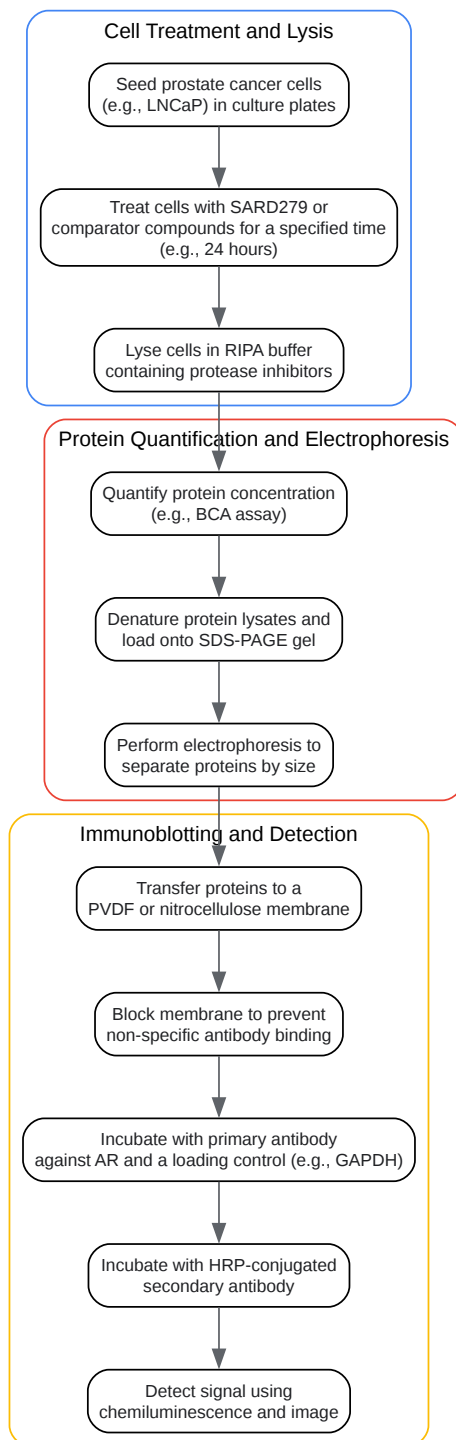 Cell Treatment and Lysis
Seed prostate cancer cells
(e.g., LNCaP) in culture plates
Treat cells with SARD279 or
comparator compounds for a specified time
(e.g., 24 hours)
Lyse cells in RIPA buffer
containing protease inhibitors
Protein Quantification and Electrophoresis
Quantify protein concentration
(e.g., BCA assay)
Denature protein lysates and
load onto SDS-PAGE gel
Perform electrophoresis to
separate proteins by size
Immunoblotting and Detection
Transfer proteins to a
PVDF or nitrocellulose membrane
Block membrane to prevent
non-specific antibody binding
Incubate with primary antibody
against AR and a loading control (e.g., GAPDH)
Incubate with HRP-conjugated
secondary antibody
Detect signal using
chemiluminescence and image